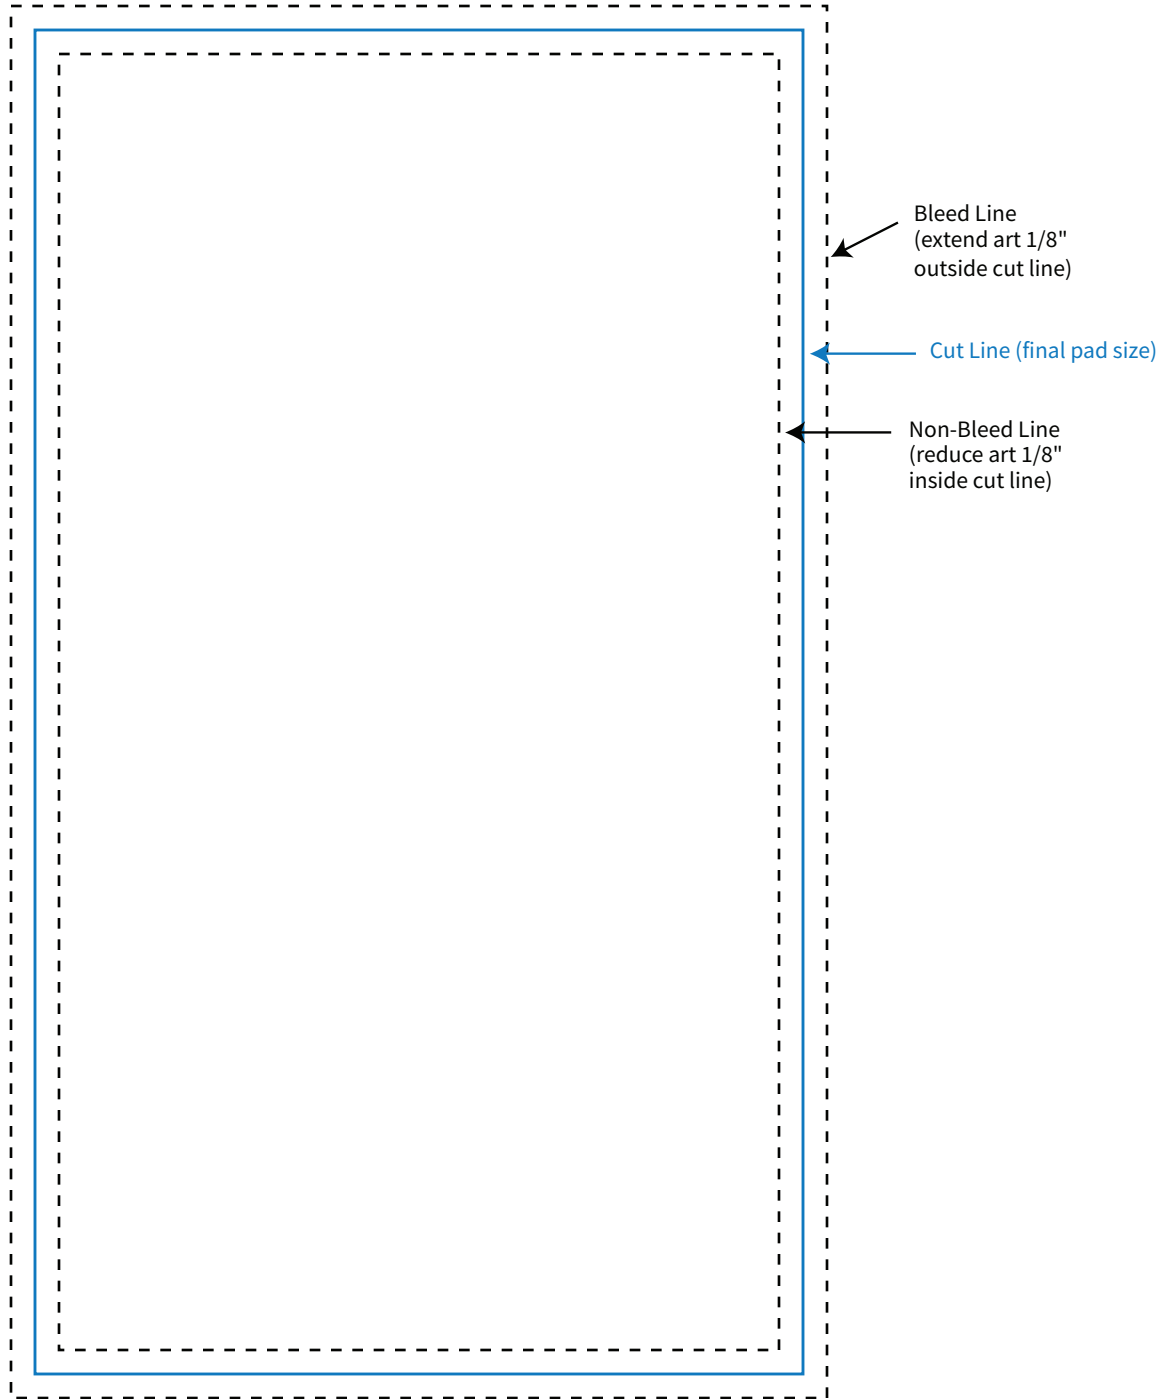 Bleed Line
(extend art 1/8"
outside cut line)
Cut Line (final pad size)
Non-Bleed Line
(reduce art 1/8"
inside cut line)